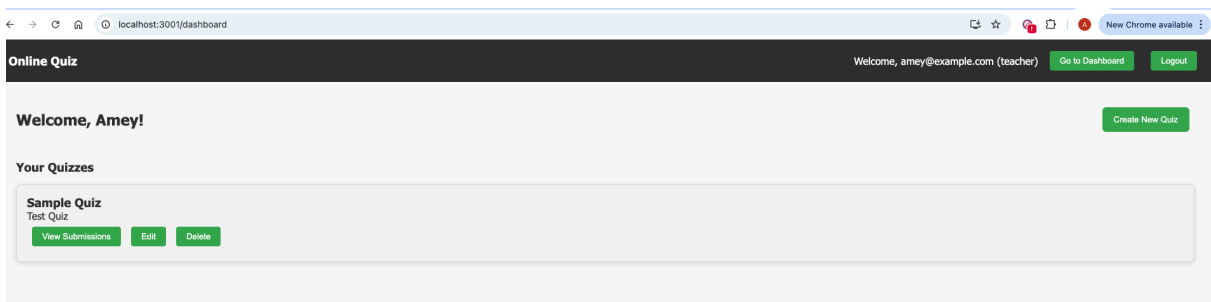 localhost:3001/dashboard
New Chrome available
Online Quiz
Welcome, amey@example.com (teacher)
Go to Dashboard
Logout
Welcome, Amey!
Create New Quiz
Your Quizzes
Sample Quiz
Test Quiz
View Submissions
Edit
Delete